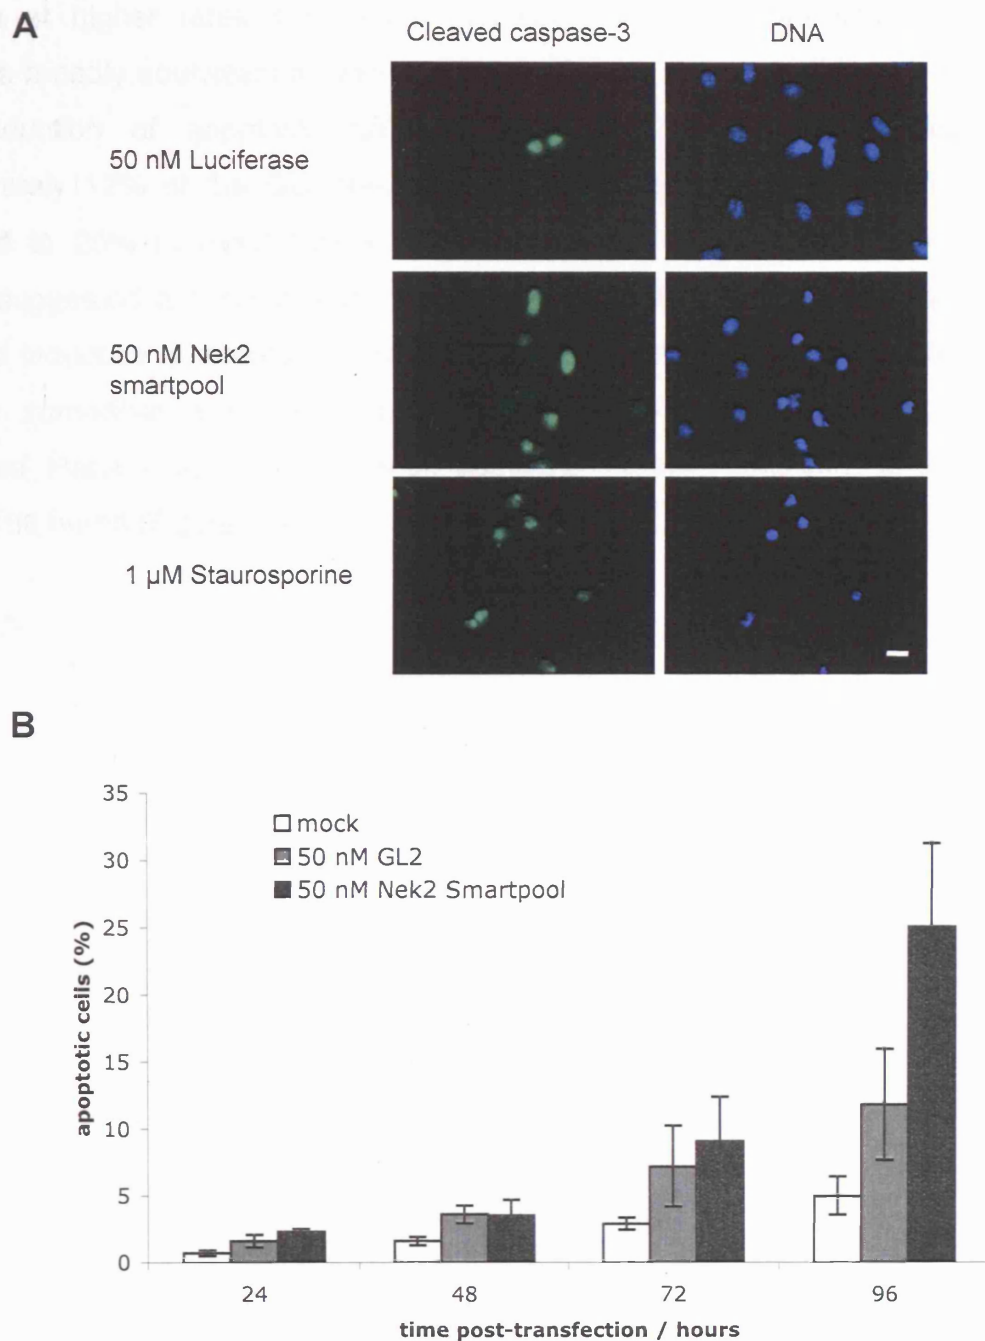 A
Cleaved caspase-3 DNA
50 nM Luciferase
50 nM Nek2
smartpool
1 µM Staurosporine
B
35
30
25
20
15
10
5
0
mock
50 nM GL2
50 nM Nek2 Smartpool
apoptotic cells (%)
24 48 72 96
time post-transfection / hours